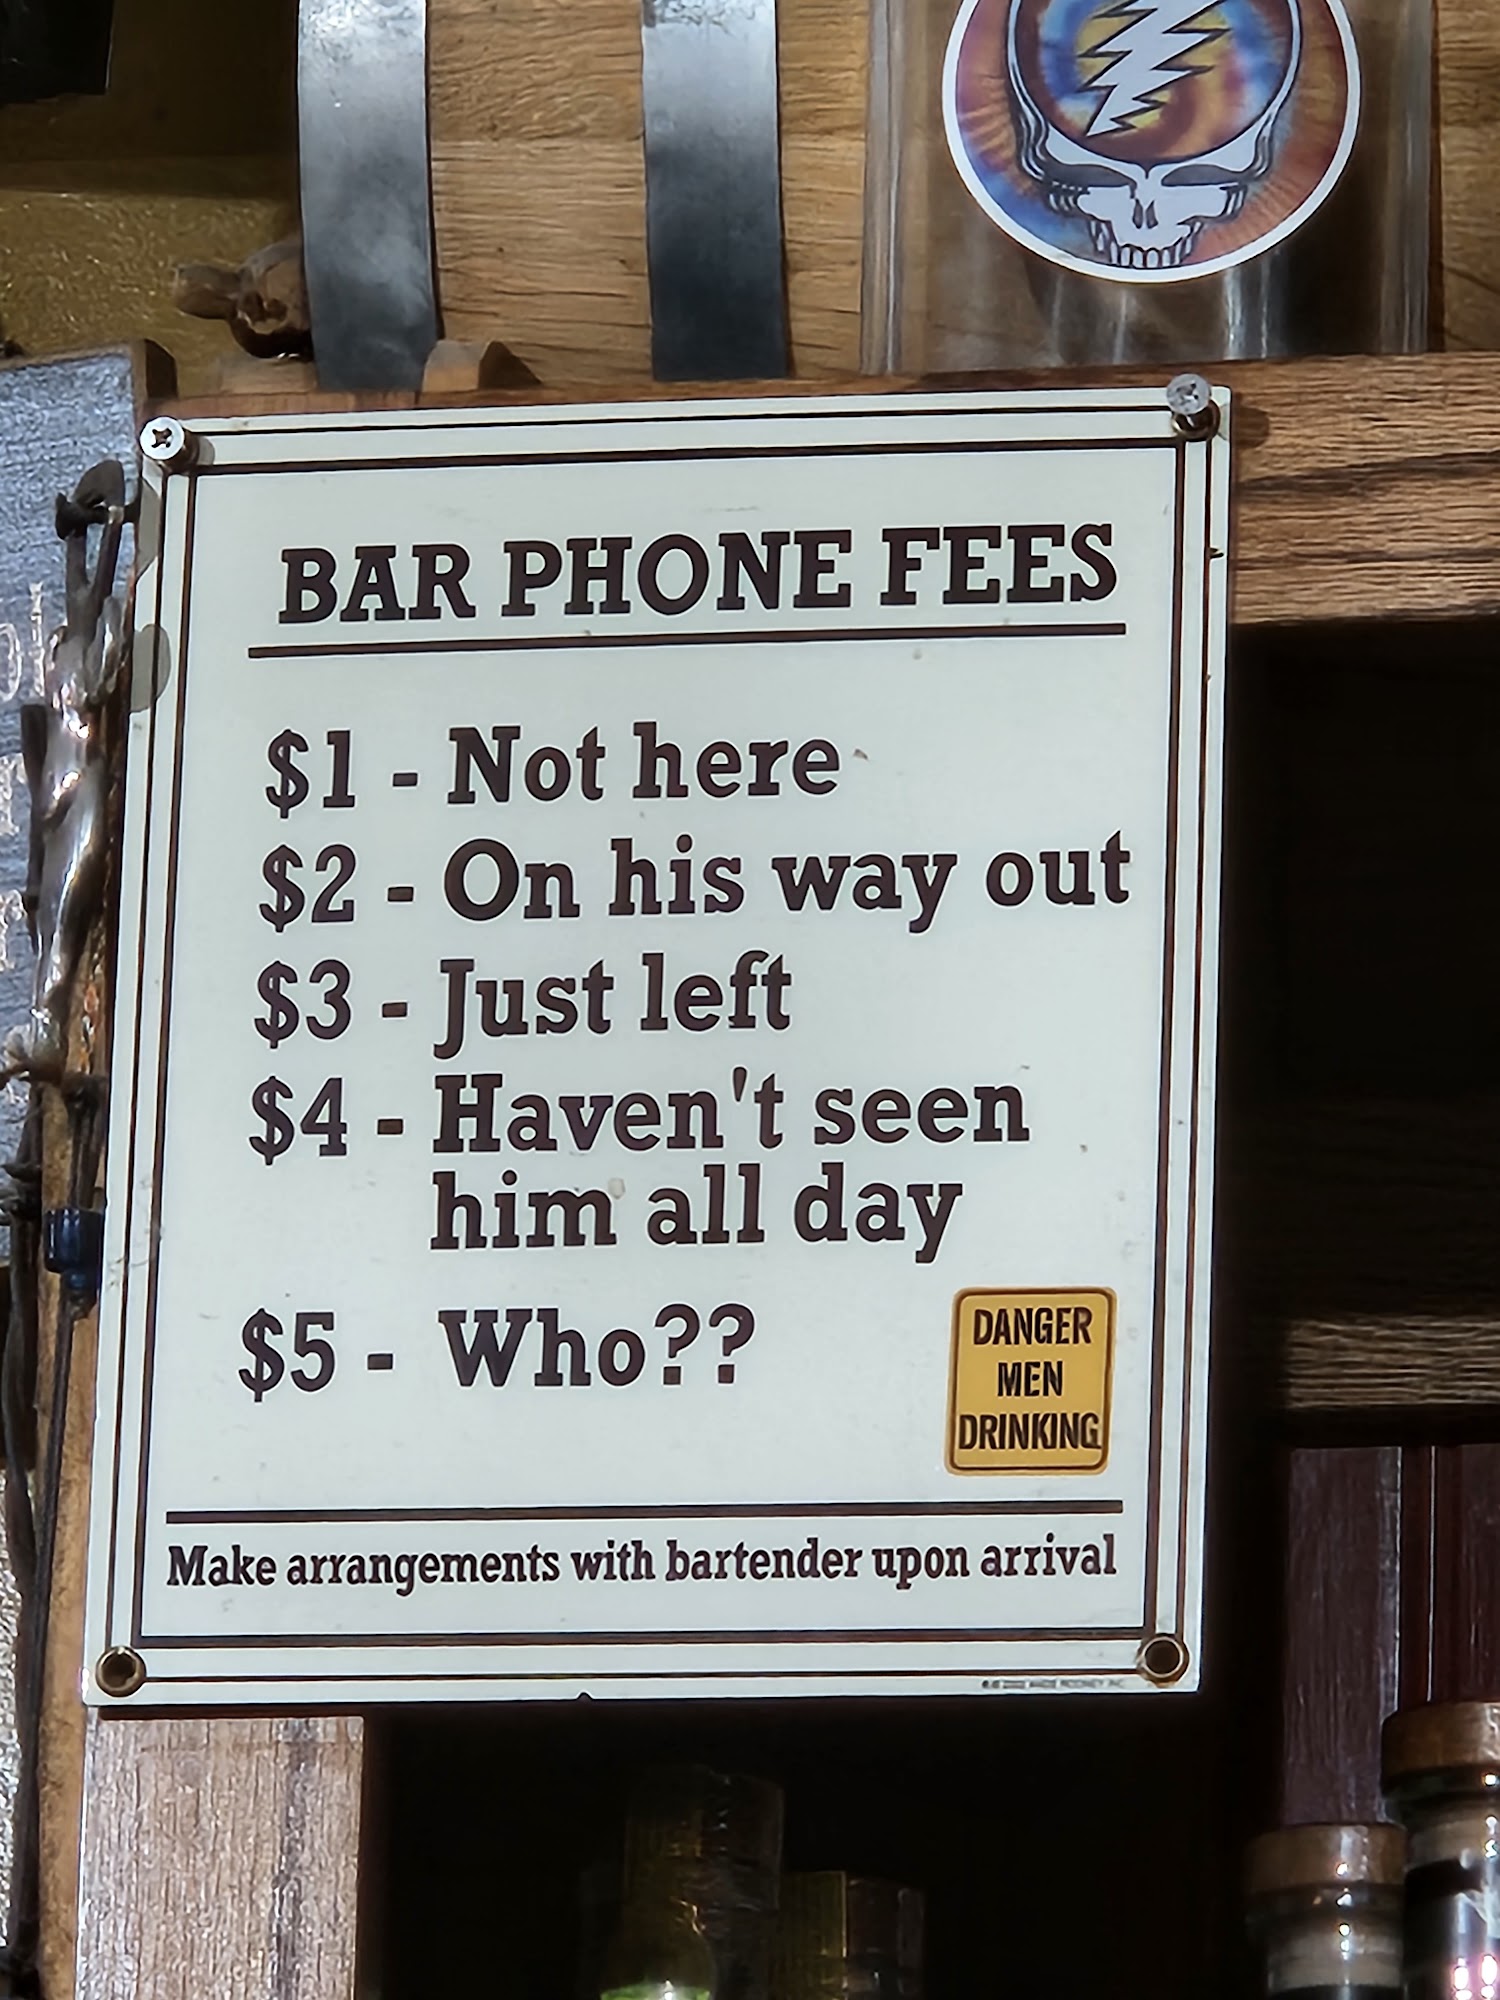 BAR PHONE FEES
$1 - Not here
$2 - On his way out
$3 - Just left
$4 - Haven't seen
him all day
$5 - Who??
DANGER
MEN
DRINKING
Make arrangements with bartender upon arrival